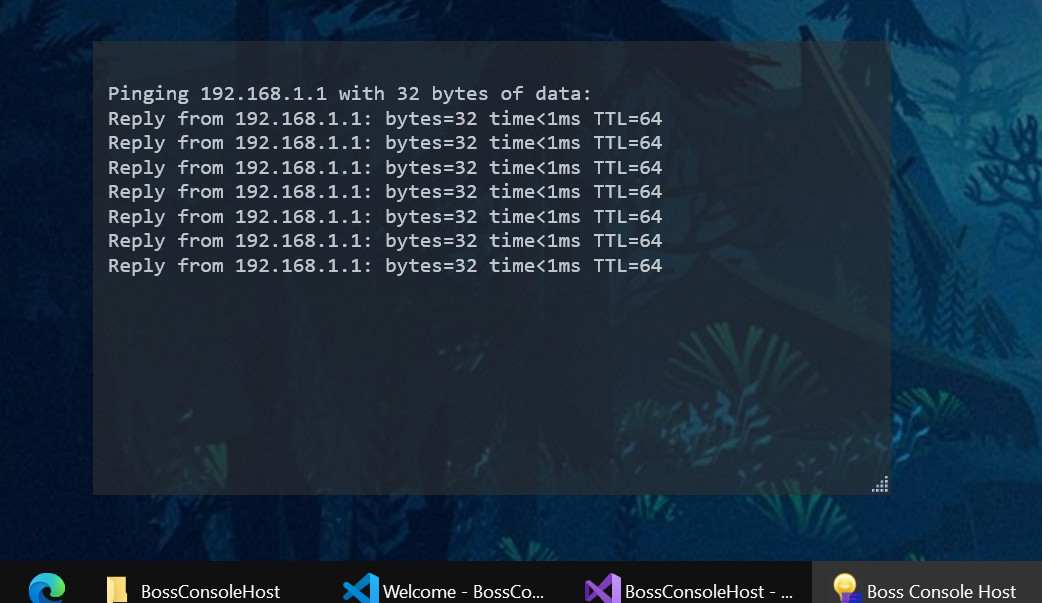 Pinging 192.168.1.1 with 32 bytes of data:
Reply from 192.168.1.1: bytes=32 time<1ms TTL=64
Reply from 192.168.1.1: bytes=32 time<1ms TTL=64
Reply from 192.168.1.1: bytes=32 time<1ms TTL=64
Reply from 192.168.1.1: bytes=32 time<1ms TTL=64
Reply from 192.168.1.1: bytes=32 time<1ms TTL=64
Reply from 192.168.1.1: bytes=32 time<1ms TTL=64
Reply from 192.168.1.1: bytes=32 time<1ms TTL=64
BossConsoleHost Welcome - BossCo... BossConsoleHost - ... Boss Console Host